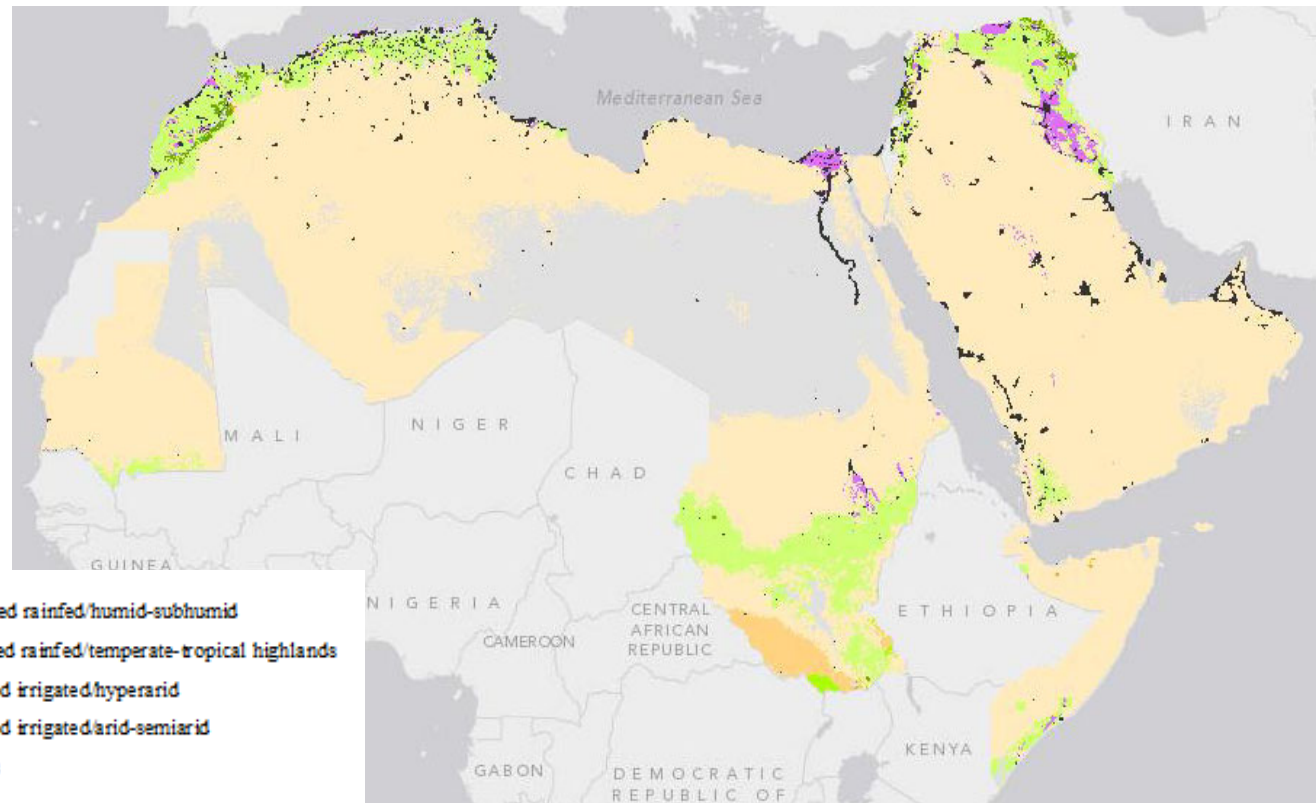 Mediterranean Sea
IRAN
MALI
NIGER
CHAD
GUINEA
NIGERIA
CAMEROON
CENTRAL
AFRICAN
REPUBLIC
ETHIOPIA
GABON
KENYA
DEMOCRATIC
REPUBLIC OF
ed rainfed/humid-subhumid
ed rainfed/temperate-tropical highlands
d irrigated/hyperarid
d irrigated/arid-semiarid